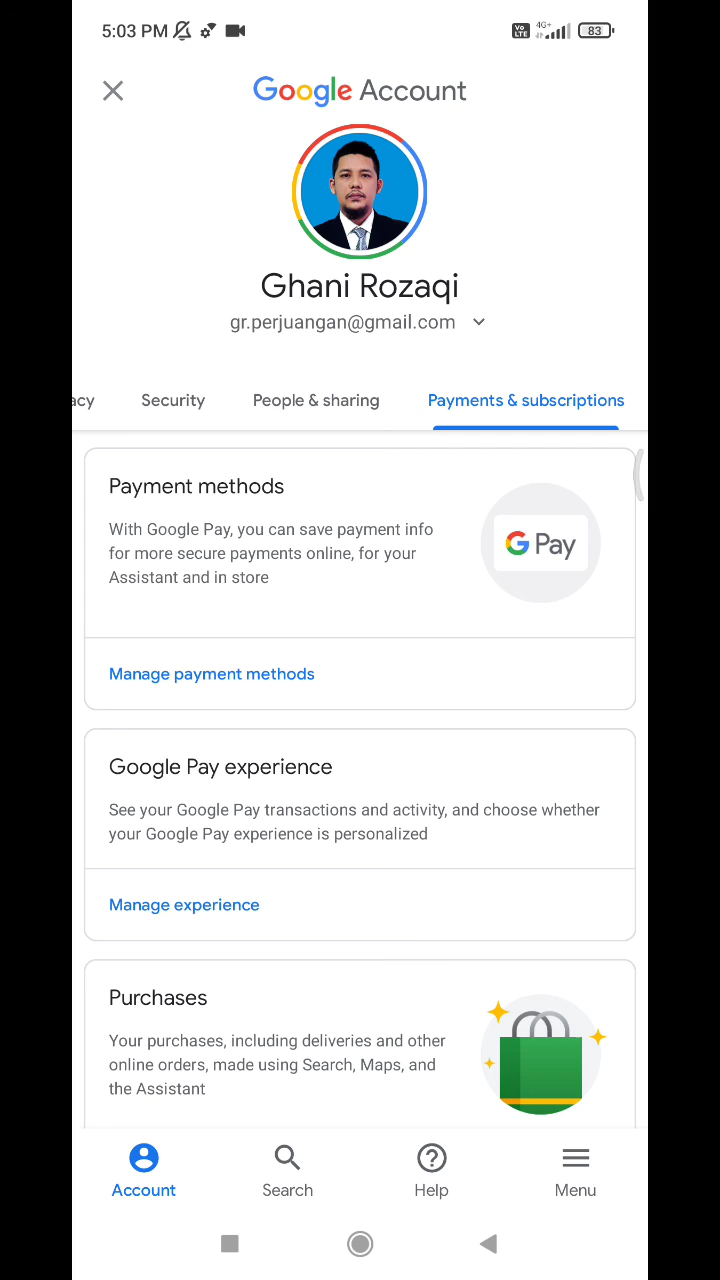 5:03 PM
Vo LTE 4G+ 83
Google Account
Ghani Rozaqi
gr.perjuangan@gmail.com
acy Security People & sharing Payments & subscriptions
Payment methods
With Google Pay, you can save payment info
for more secure payments online, for your
Assistant and in store
G Pay
Manage payment methods
Google Pay experience
See your Google Pay transactions and activity, and choose whether
your Google Pay experience is personalized
Manage experience
Purchases
Your purchases, including deliveries and other
online orders, made using Search, Maps, and
the Assistant
Account Search Help Menu